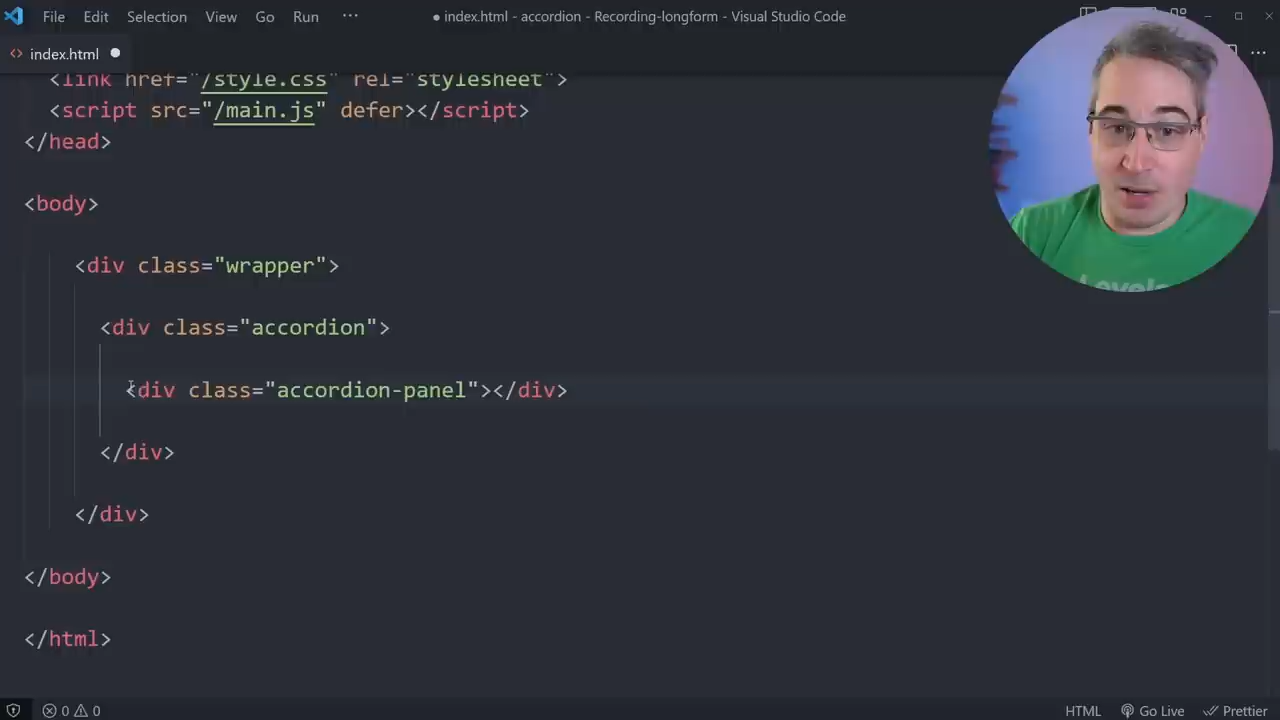 File Edit Selection View Go Run ··· index.html - accordion - Recording-longform - Visual Studio Code
index.html
<link href="/style.css" rel="stylesheet">
<script src="/main.js" defer></script>
</head>
<body>
<div class="wrapper">
<div class="accordion">
<div class="accordion-panel"></div>
</div>
</div>
</body>
</html>
0 0 HTML Go Live Prettier